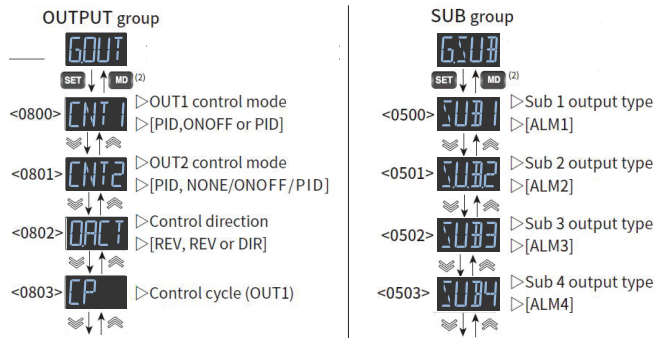 OUTPUT group
G.OUT
SET MD (2)
<0800> CNT1 ▷OUT1 control mode
▷[PID,ONOFF or PID]
<0801> CNT2 ▷OUT2 control mode
▷[PID, NONE/ONOFF/PID]
<0802> O.ACT ▷Control direction
▷[REV, REV or DIR]
<0803> CP ▷Control cycle (OUT1)
SUB group
G.SUB
SET MD (2)
<0500> SUB1 ▷Sub 1 output type
▷[ALM1]
<0501> SUB2 ▷Sub 2 output type
▷[ALM2]
<0502> SUB3 ▷Sub 3 output type
▷[ALM3]
<0503> SUB4 ▷Sub 4 output type
▷[ALM4]